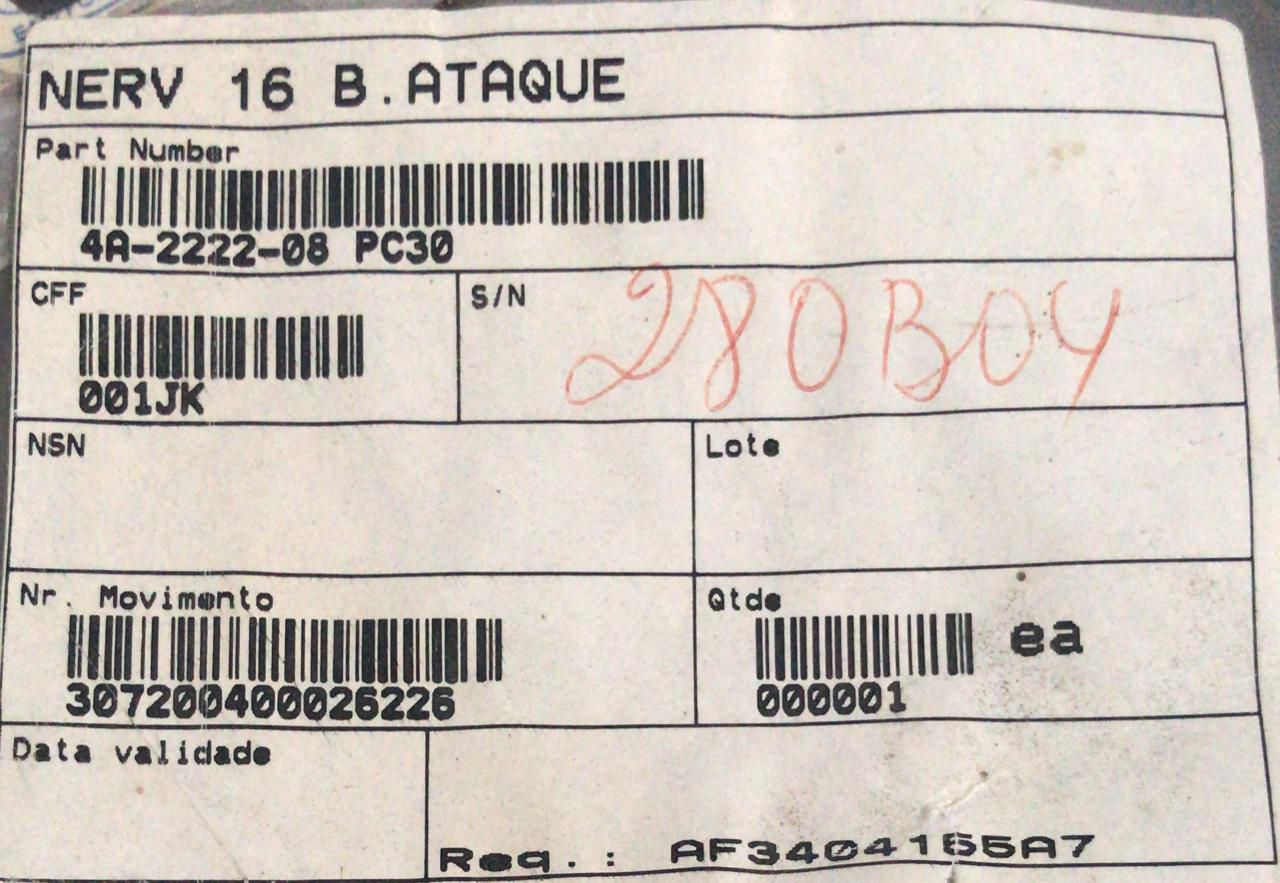 NERV 16 B.ATAQUE
Part Number
4A-2222-08 PC30
CFF
001JK
S/N
280B04
NSN
Lote
Nr. Movimento
307200400026226
Qtde
ea
000001
Data validade
Req.: AF3404155A7